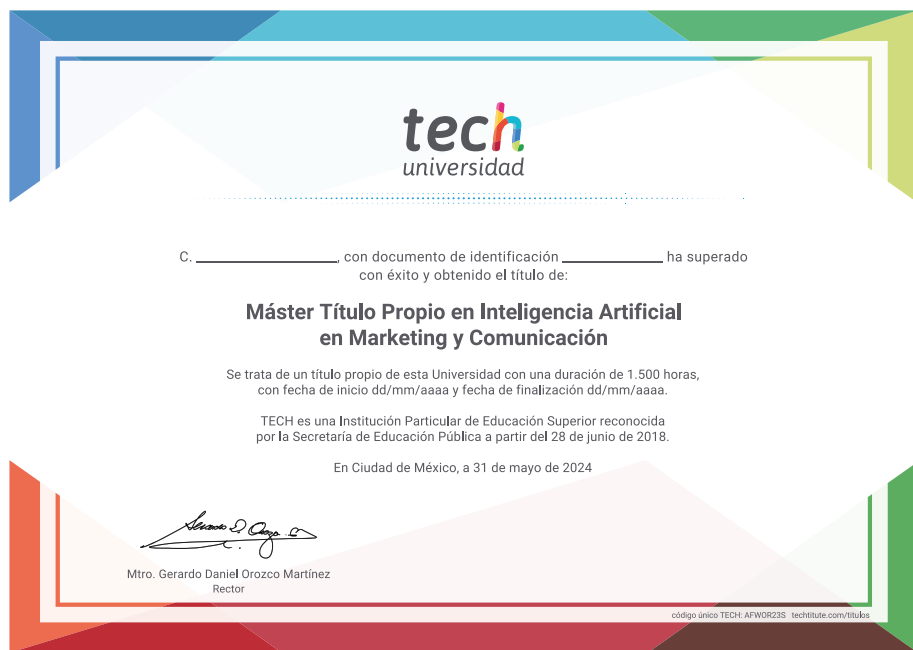 tech
universidad
C. ____________, con documento de identificación ____________ ha superado
con éxito y obtenido el título de:
Máster Título Propio en Inteligencia Artificial
en Marketing y Comunicación
Se trata de un título propio de esta Universidad con una duración de 1.500 horas,
con fecha de inicio dd/mm/aaaa y fecha de finalización dd/mm/aaaa.
TECH es una Institución Particular de Educación Superior reconocida
por la Secretaría de Educación Pública a partir del 28 de junio de 2018.
En Ciudad de México, a 31 de mayo de 2024
Mtro. Gerardo Daniel Orozco Martínez
Rector
código único TECH: AFWOR23S techtitute.com/titulos